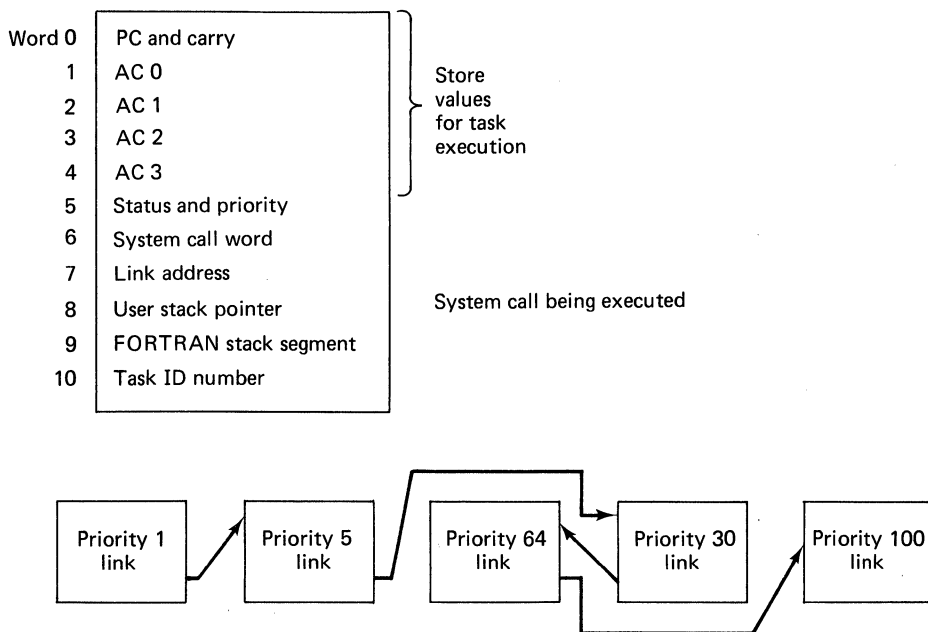 Word 0 PC and carry
1 AC 0
2 AC 1
3 AC 2
4 AC 3
5 Status and priority
6 System call word
7 Link address
8 User stack pointer
9 FORTRAN stack segment
10 Task ID number
Store
values
for task
execution
System call being executed
Priority 1
link
Priority 5
link
Priority 64
link
Priority 30
link
Priority 100
link